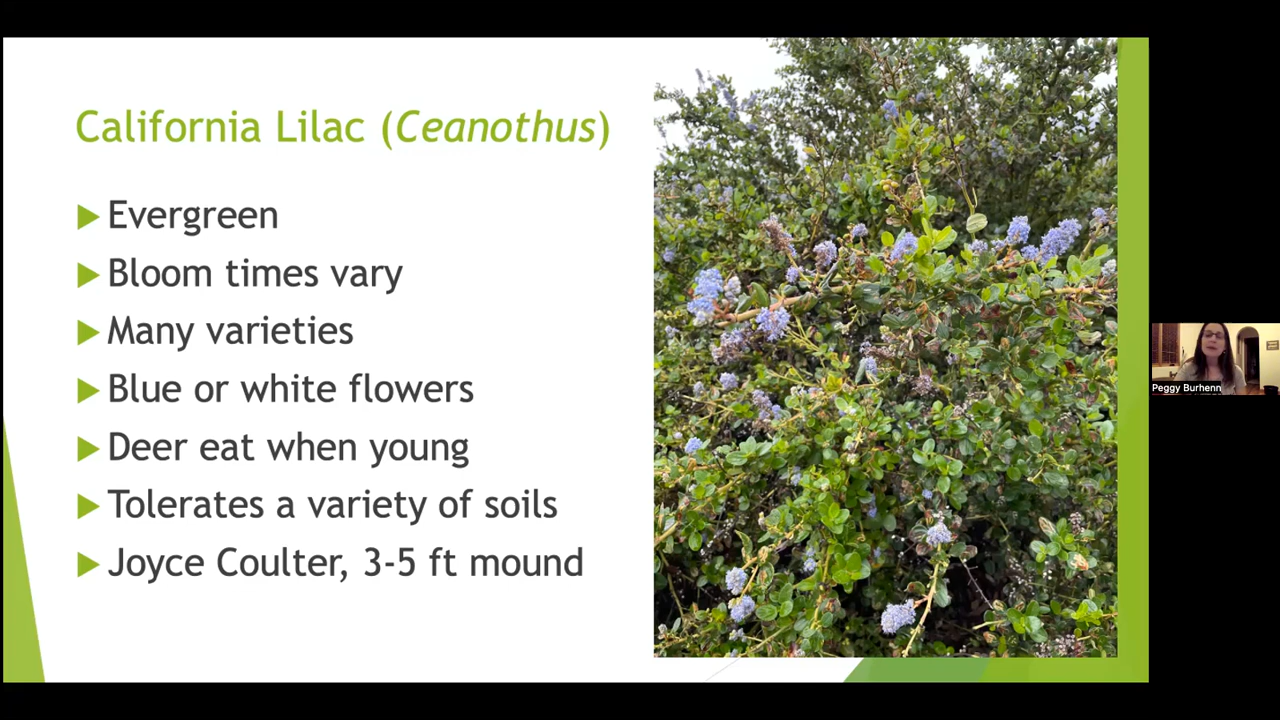 California Lilac (Ceanothus)
Evergreen
Bloom times vary
Many varieties
Blue or white flowers
Deer eat when young
Tolerates a variety of soils
Joyce Coulter, 3-5 ft mound
Peggy Burhenn